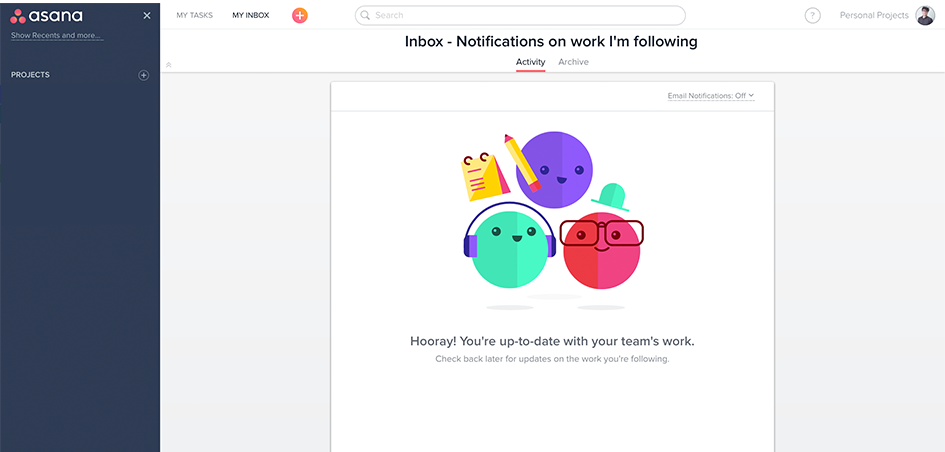 asana
Show Recents and more...
PROJECTS
MY TASKS
MY INBOX
Search
?
Personal Projects
Inbox - Notifications on work I'm following
Activity
Archive
Email Notifications: Off
Hooray! You're up-to-date with your team's work.
Check back later for updates on the work you're following.